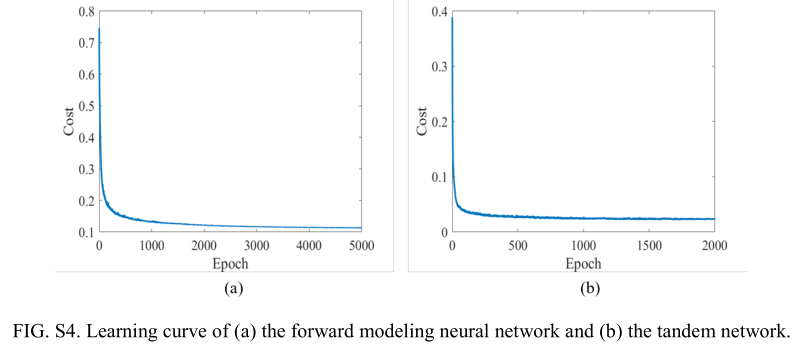 0.8
0.7
0.6
0.5
0.4
0.3
0.2
0.1
Cost
0 1000 2000 3000 4000 5000
Epoch
(a)
0.4
0.3
0.2
0.1
0
Cost
0 500 1000 1500 2000
Epoch
(b)
FIG. S4. Learning curve of (a) the forward modeling neural network and (b) the tandem network.